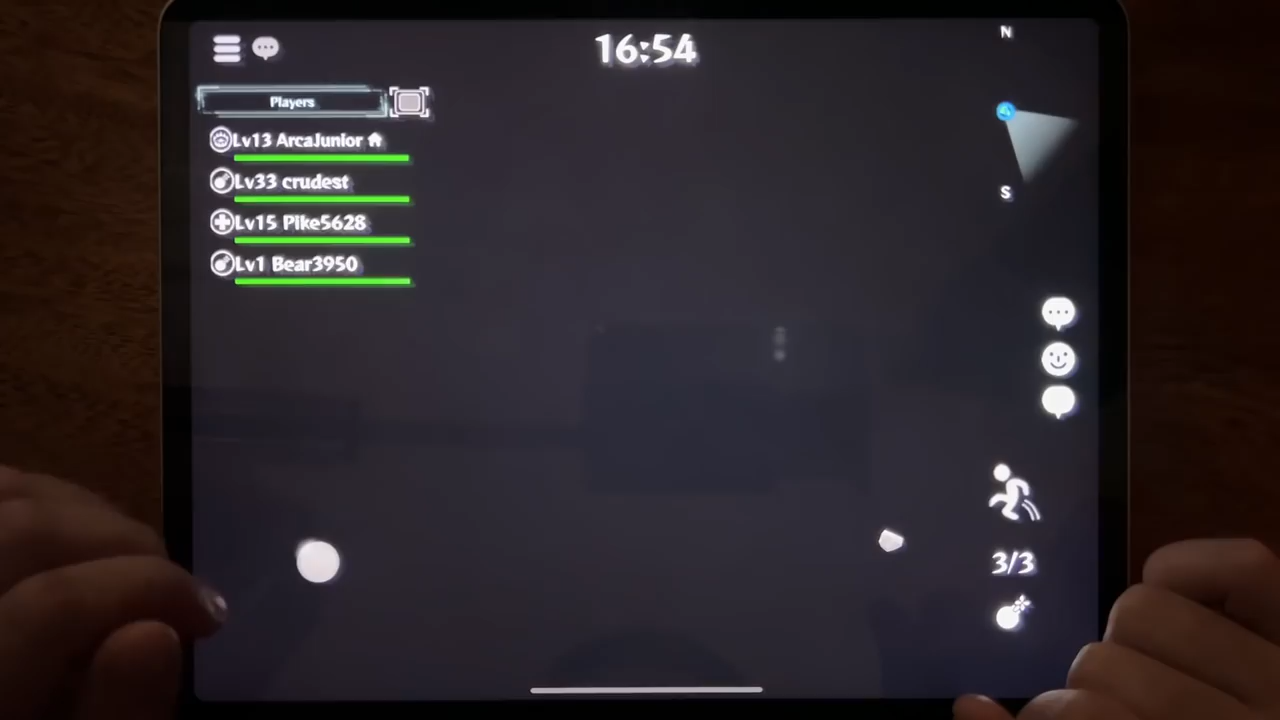 16:54
N
Players
Lv13 ArcaJunior
Lv33 crudest
S
Lv15 Pike5628
Lv1 Bear3950
3/3